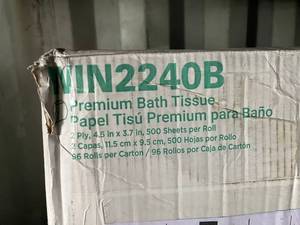 WIN2240B
Premium Bath Tissue
Papel Tisú Premium para Baño
2 Ply, 4.5 in x 3.7 in, 500 Sheets per Roll
2 Capas, 11.5 cm x 9.5 cm, 500 Hojas por Rollo
96 Rolls per Carton / 96 Rollos por Caja de Cartón